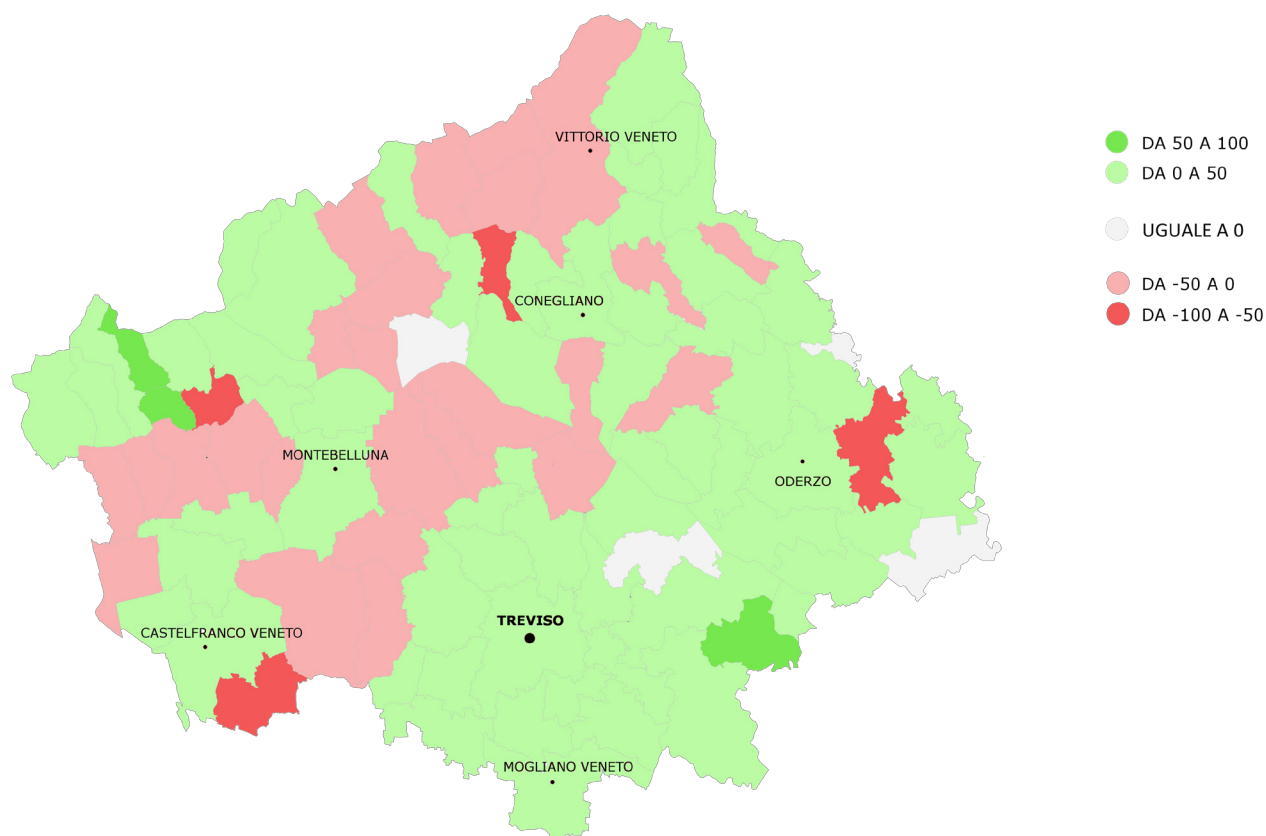 VITTORIO VENETO
CONEGLIANO
MONTEBELLUNA
ODERZO
TREVISO
CASTELFRANCO VENETO
MOGLIANO VENETO
DA 50 A 100
DA 0 A 50
UGUALE A 0
DA -50 A 0
DA -100 A -50